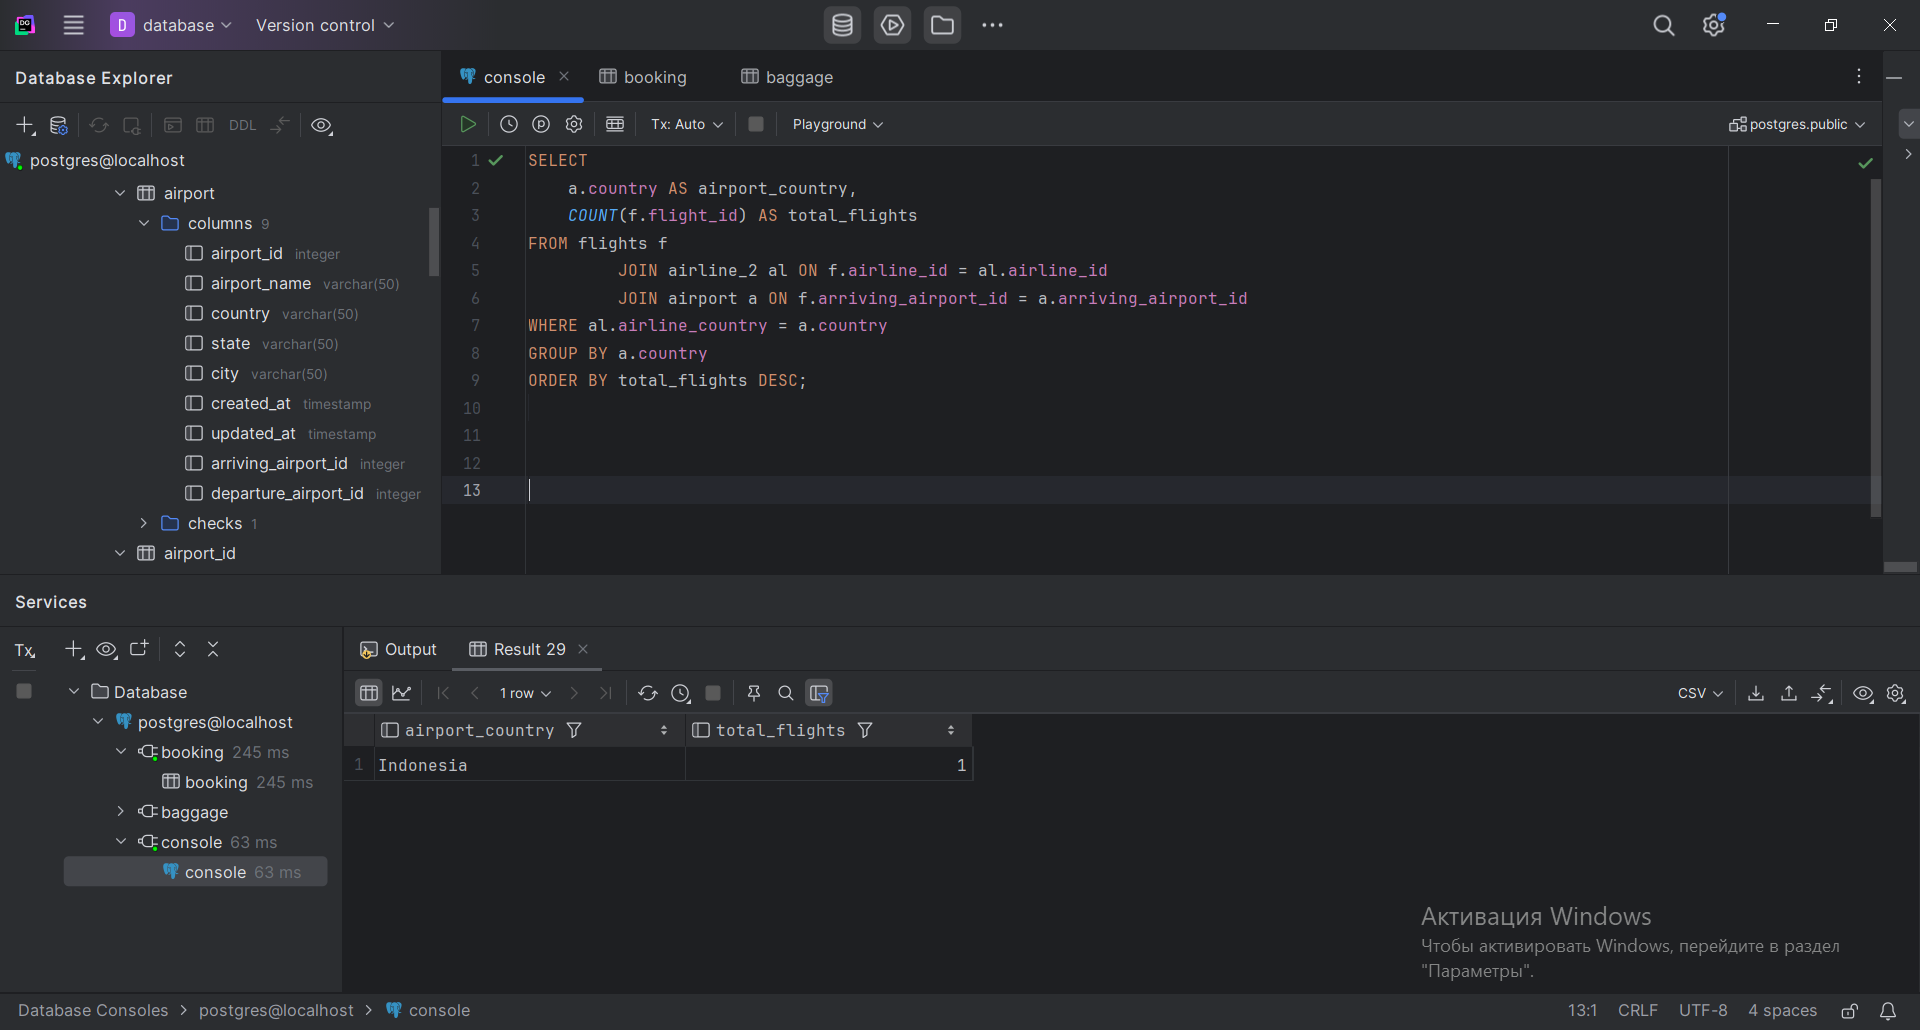 D database Version control
Database Explorer
console booking baggage
DDL
Tx: Auto Playground postgres.public
postgres@localhost
airport
columns 9
airport_id integer
airport_name varchar(50)
country varchar(50)
state varchar(50)
city varchar(50)
created_at timestamp
updated_at timestamp
arriving_airport_id integer
departure_airport_id integer
checks 1
airport_id
1 SELECT
2 a.country AS airport_country,
3 COUNT(f.flight_id) AS total_flights
4 FROM flights f
5 JOIN airline_2 al ON f.airline_id = al.airline_id
6 JOIN airport a ON f.arriving_airport_id = a.arriving_airport_id
7 WHERE al.airline_country = a.country
8 GROUP BY a.country
9 ORDER BY total_flights DESC;
10
11
12
13
Services
Tx
Database
postgres@localhost
booking 245 ms
booking 245 ms
baggage
console 63 ms
console 63 ms
Output Result 29
1 row CSV
airport_country total_flights
1 Indonesia 1
Активация Windows
Чтобы активировать Windows, перейдите в раздел
"Параметры".
Database Consoles > postgres@localhost > console
13:1 CRLF UTF-8 4 spaces